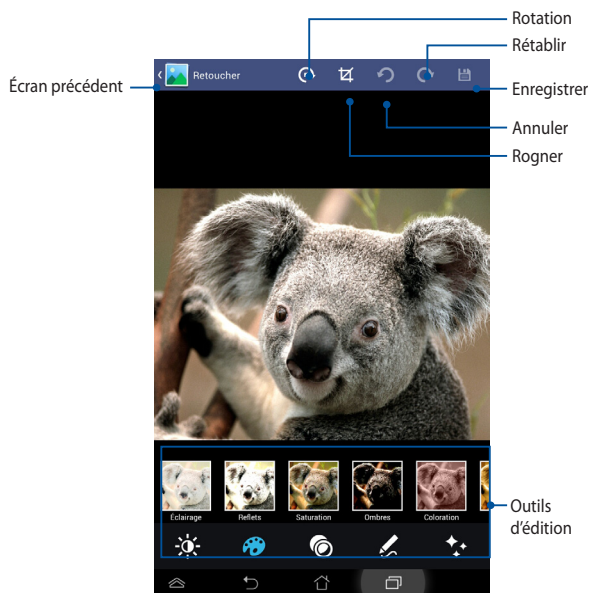 Rotation
Rétablir
Retoucher
Écran précédent
Enregistrer
Annuler
Rogner
Éclairage
Reflets
Saturation
Ombres
Coloration
Outils
d'édition